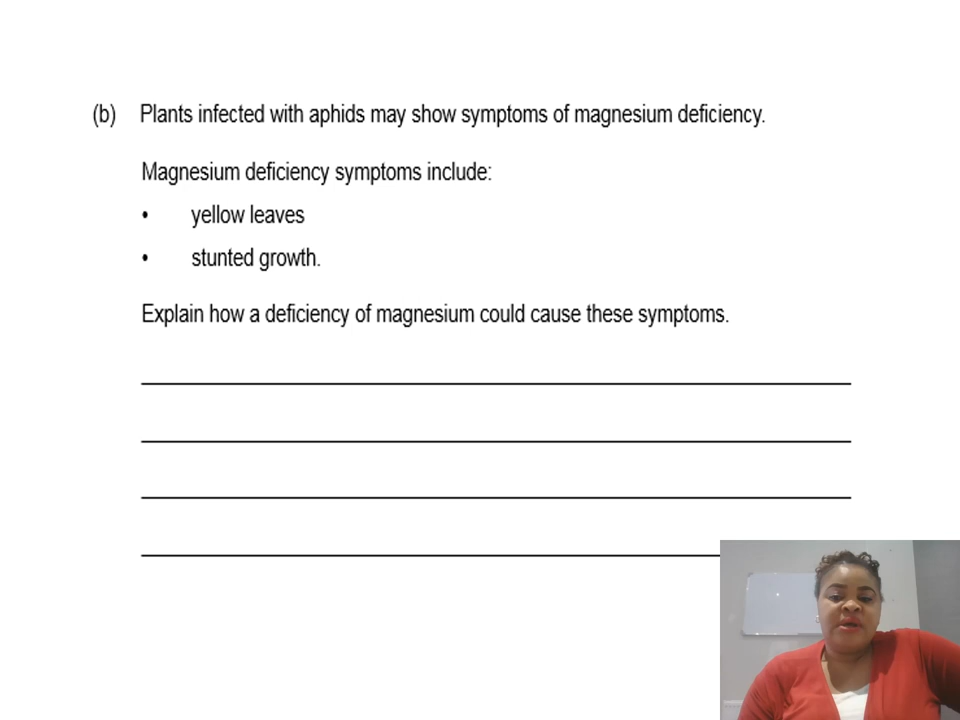 (b) Plants infected with aphids may show symptoms of magnesium deficiency.
Magnesium deficiency symptoms include:
• yellow leaves
• stunted growth.
Explain how a deficiency of magnesium could cause these symptoms.